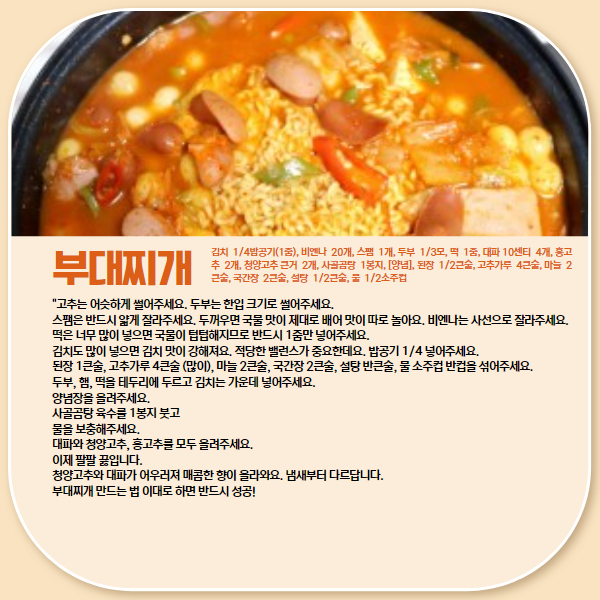 부대찌개
김치 1/4밥공기(1줌), 비엔나 20개, 스팸 1개, 두부 1/3모, 떡 1줌, 대파 10센티 4개, 홍고
추 2개, 청양고추 큰거 2개, 사골곰탕 1봉지, [양념], 된장 1/2큰술, 고추가루 4큰술, 마늘 2
큰술, 국간장 2큰술, 설탕 1/2큰술, 물 1/2소주컵
"고추는 어슷하게 썰어주세요. 두부는 한입 크기로 썰어주세요.
스팸은 반드시 얇게 잘라주세요. 두꺼우면 국물 맛이 제대로 배어 맛이 따로 놀아요. 비엔나는 사선으로 잘라주세요.
떡은 너무 많이 넣으면 국물이 텁텁해지므로 반드시 1줌만 넣어주세요.
김치도 많이 넣으면 김치 맛이 강해져요. 적당한 밸런스가 중요한데요. 밥공기 1/4 넣어주세요.
된장 1큰술, 고추가루 4큰술 (많이), 마늘 2큰술, 국간장 2큰술, 설탕 반큰술, 물 소주컵 반컵을 섞어주세요.
두부, 햄, 떡을 테두리에 두르고 김치는 가운데 넣어주세요.
양념장을 올려주세요.
사골곰탕 육수를 1봉지 붓고
물을 보충해주세요.
대파와 청양고추, 홍고추를 모두 올려주세요.
이제 팔팔 끓입니다.
청양고추와 대파가 어우러져 매콤한 향이 올라와요. 냄새부터 다르답니다.
부대찌개 만드는 법 이대로 하면 반드시 성공!